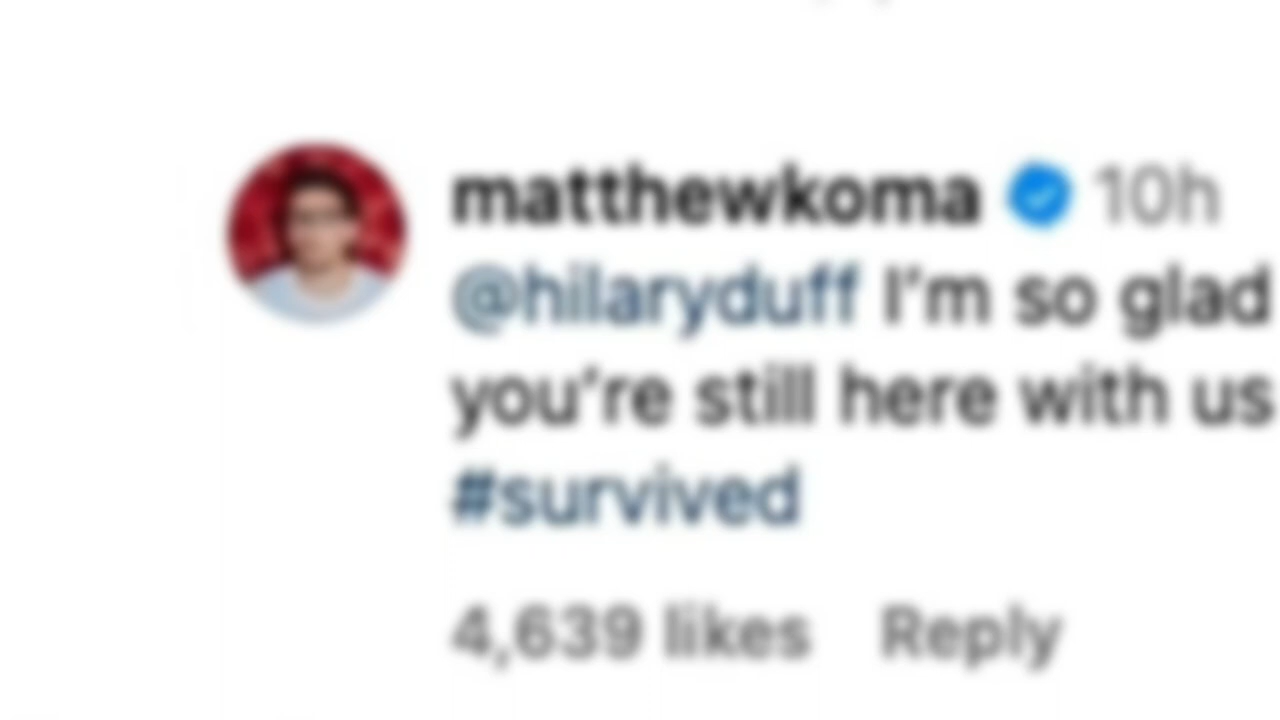 matthewkoma 10h
@hilaryduff I'm so glad
you're still here with us
#survived
4,639 likes Reply